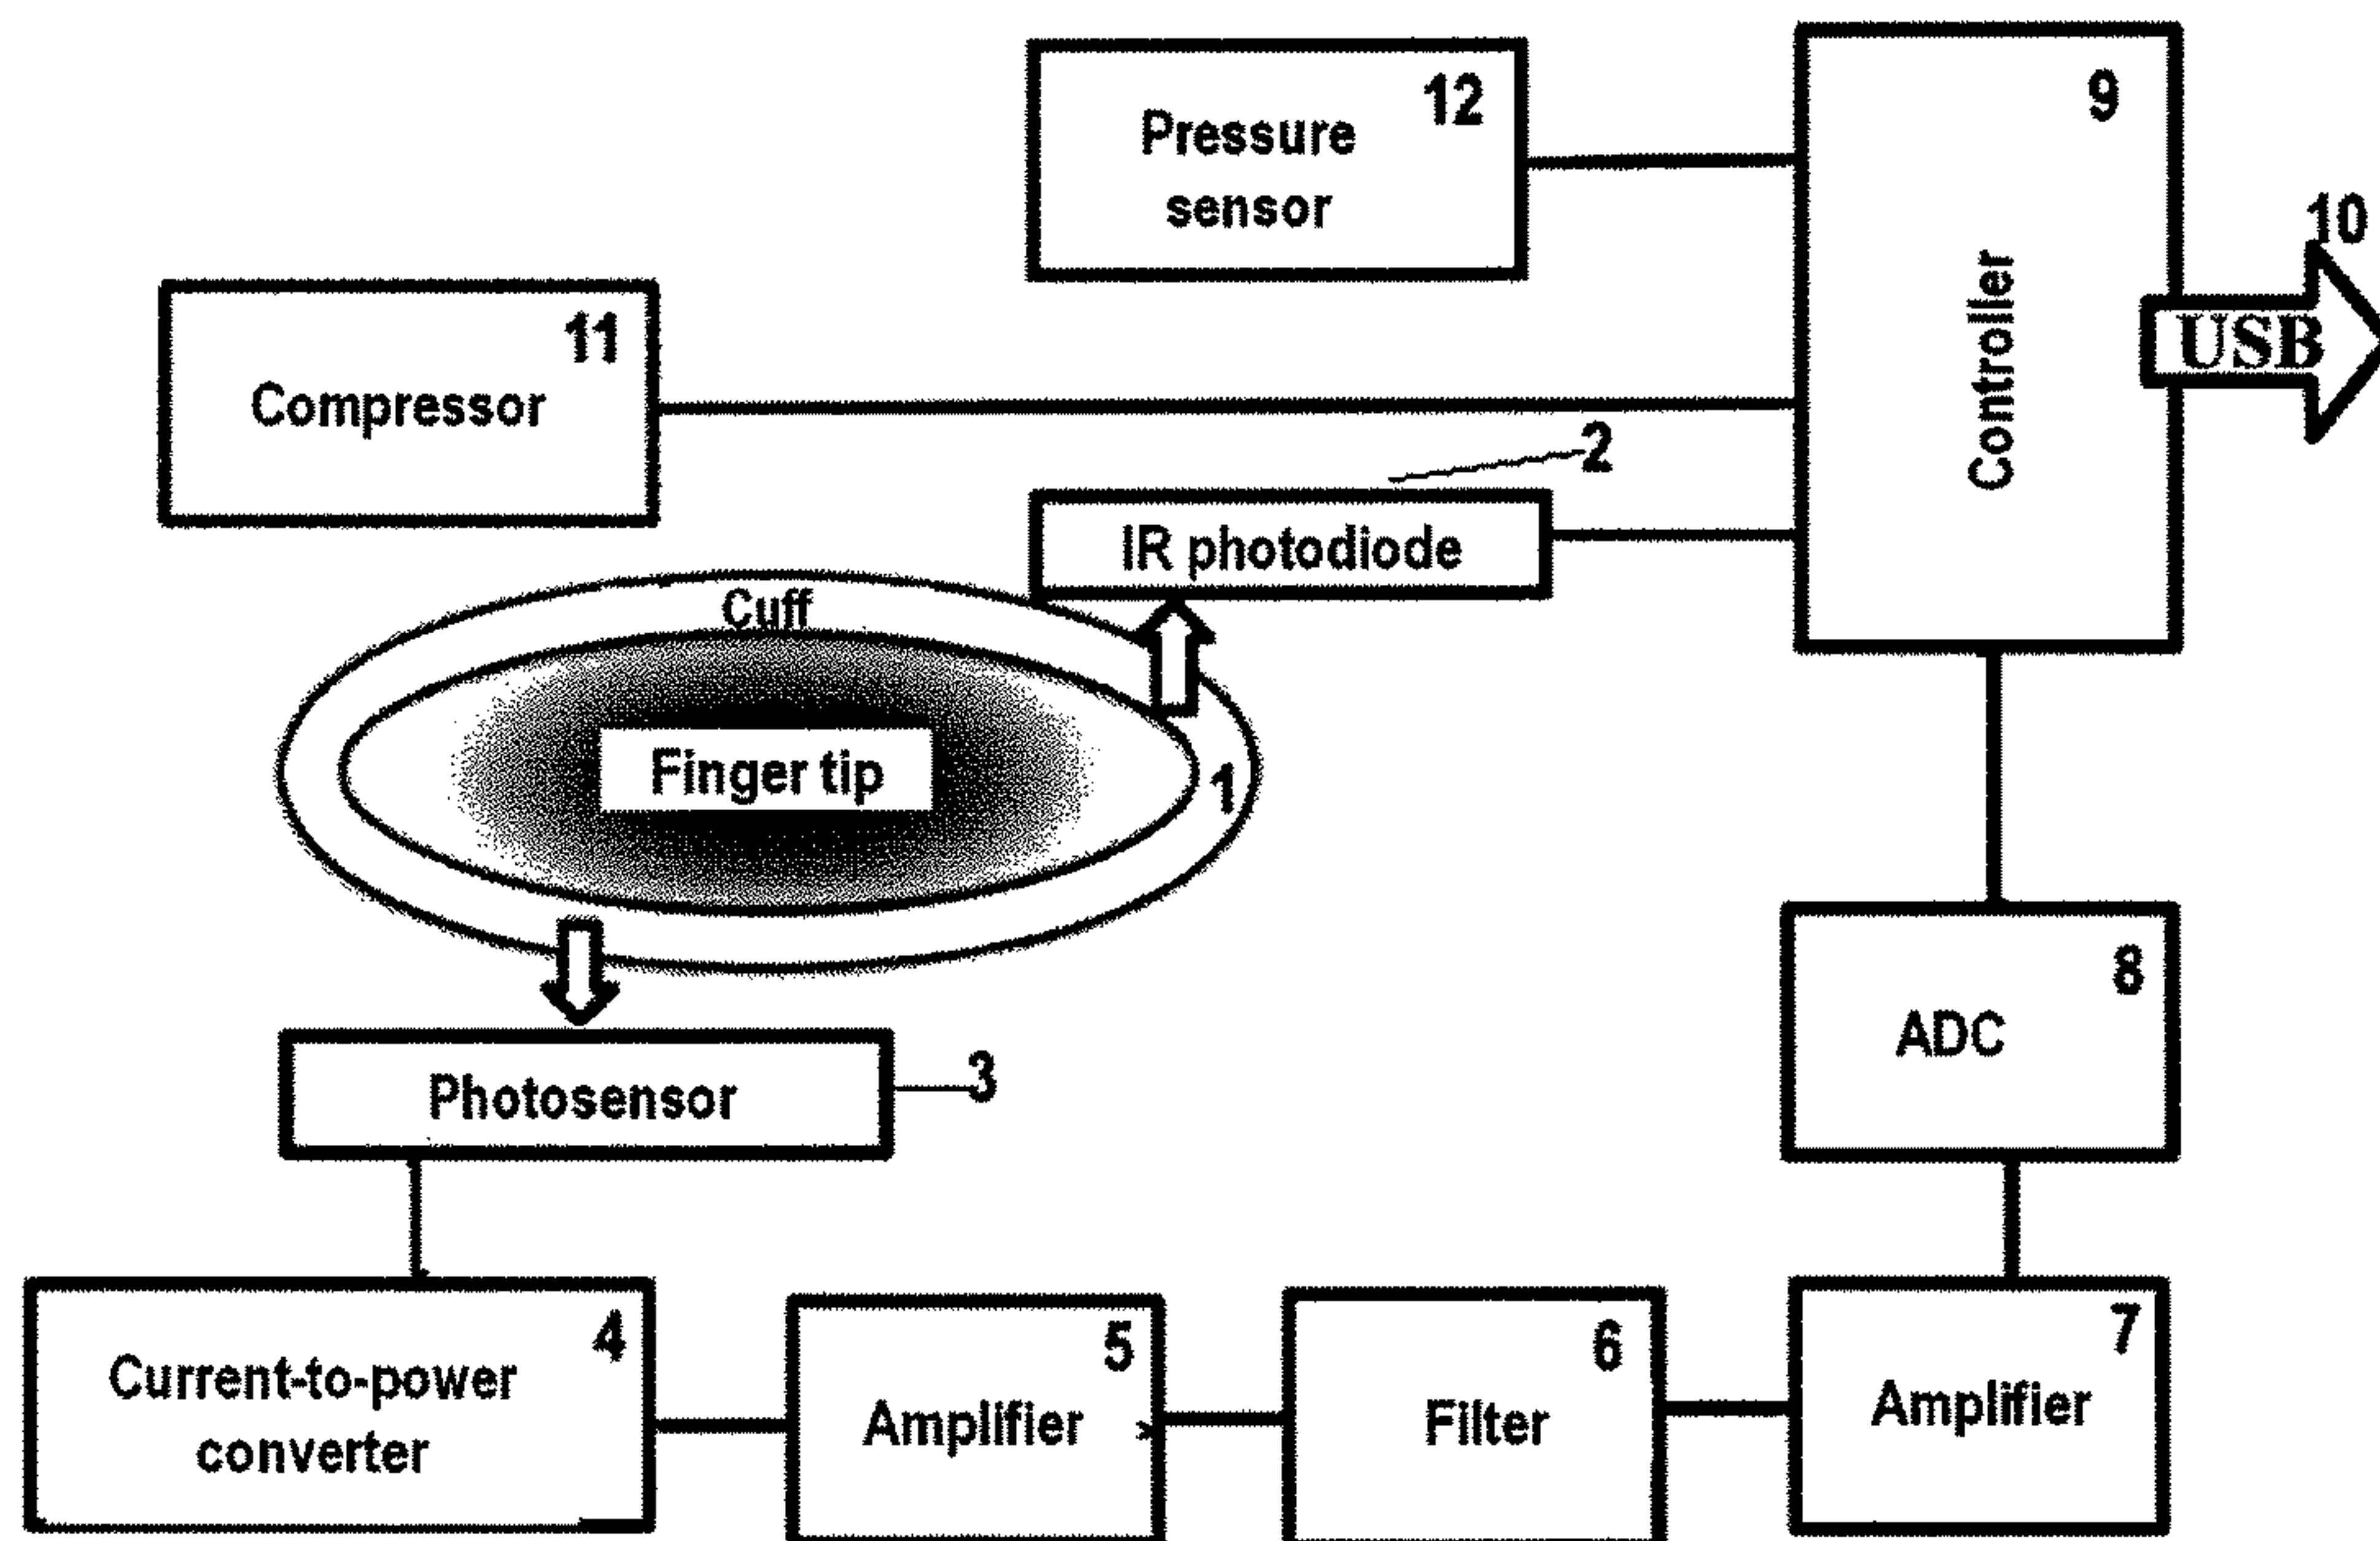 12
Pressure
sensor
9
Controller
10
USB
11
Compressor
2
IR photodiode
Cuff
Finger tip
1
Photosensor
3
8
ADC
4
Current-to-power
converter
5
Amplifier
6
Filter
7
Amplifier